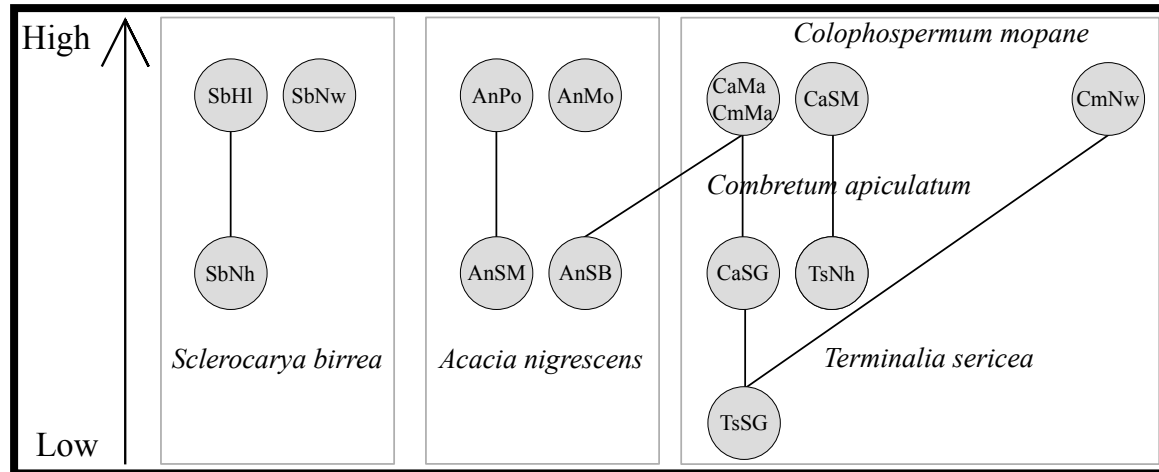 High
Colophospermum mopane
SbHl SbNw AnPo AnMo CaMa CaSM CmNw
CmMa
Combretum apiculatum
SbNh AnSM AnSB CaSG TsNh
Sclerocarya birrea Acacia nigrescens Terminalia sericea
TsSG
Low